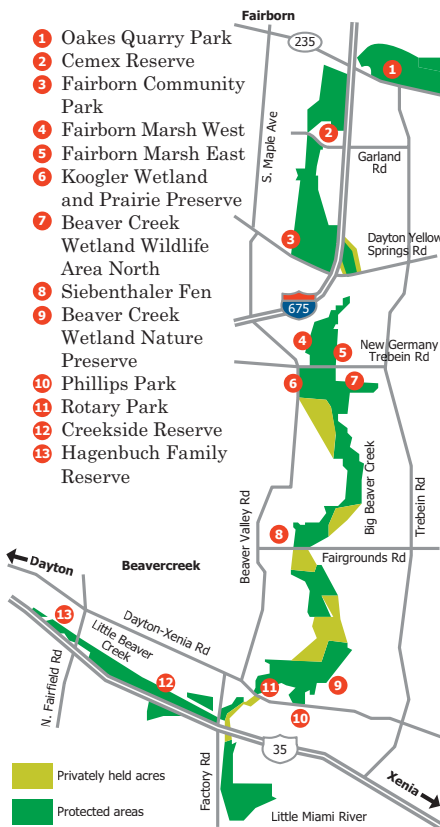 Fairborn
235
1 Oakes Quarry Park
2 Cemex Reserve
3 Fairborn Community
Park
4 Fairborn Marsh West
5 Fairborn Marsh East
6 Koogler Wetland
and Prairie Preserve
7 Beaver Creek
Wetland Wildlife
Area North
8 Siebenthaler Fen
9 Beaver Creek
Wetland Nature
Preserve
10 Phillips Park
11 Rotary Park
12 Creekside Reserve
13 Hagenbuch Family
Reserve
1
2
S. Maple Ave
Garland
Rd
3
Dayton Yellow
Springs Rd
675
4
5
New Germany
Trebein Rd
6
7
Beaver Valley Rd
Big Beaver Creek
Trebein Rd
8
Fairgrounds Rd
Dayton
Beavercreek
13
Dayton-Xenia Rd
Little Beaver
Creek
N. Fairfield Rd
12
11
9
10
35
Factory Rd
Xenia
Privately held acres
Protected areas
Little Miami River